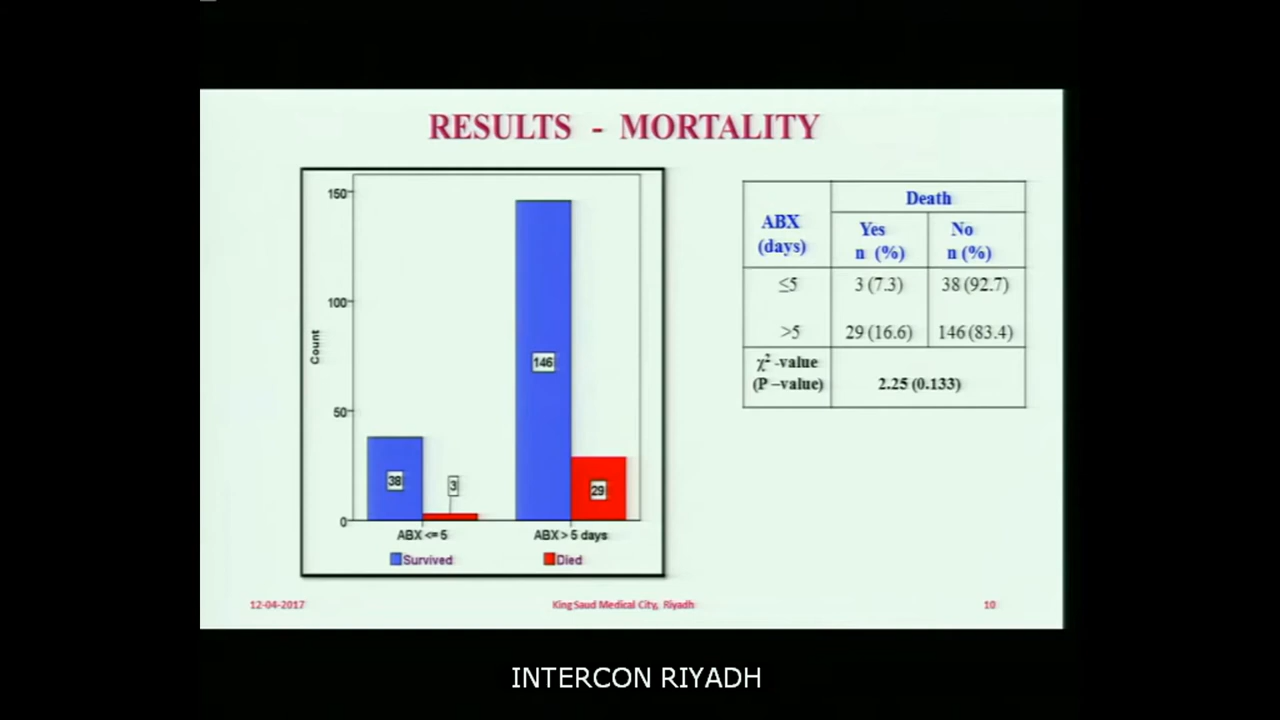 RESULTS - MORTALITY
150
100
50
0
Count
146
38
3
29
ABX <= 5
ABX > 5 days
Survived
Died
ABX
(days)
Death
Yes
n (%)
No
n (%)
≤5
3 (7.3)
38 (92.7)
>5
29 (16.6)
146 (83.4)
χ²-value
(P –value)
2.25 (0.133)
12-04-2017
King Saud Medical City, Riyadh
10
INTERCON RIYADH